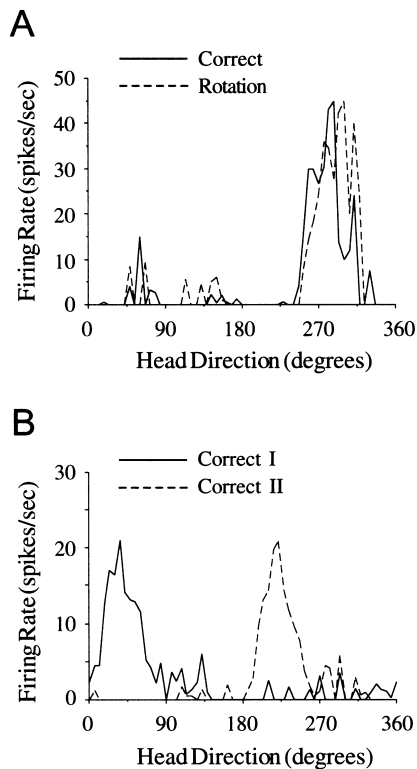 A
Correct
Rotation
50
40
30
20
10
0
Firing Rate (spikes/sec)
0 90 180 270 360
Head Direction (degrees)
B
Correct I
Correct II
30
20
10
0
Firing Rate (spikes/sec)
0 90 180 270 360
Head Direction (degrees)